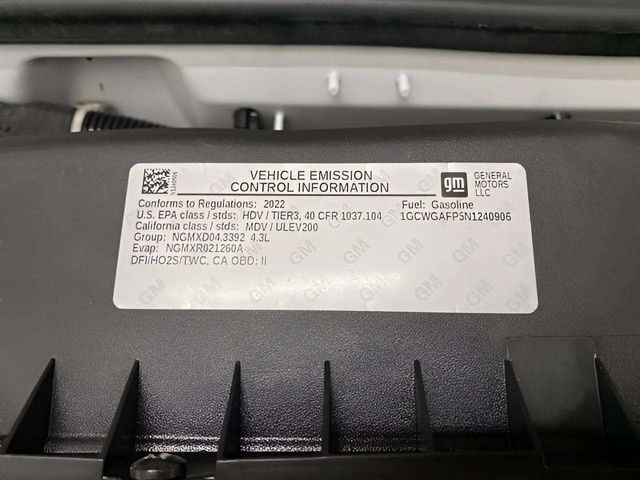 VEHICLE EMISSION
CONTROL INFORMATION
gm
GENERAL
MOTORS
LLC
N1240906
Conforms to Regulations: 2022
Fuel: Gasoline
U.S. EPA class / stds: HDV / TIER3, 40 CFR 1037.104
1GCWGAFP5N1240906
California class / stds: MDV / ULEV200
Group: NGMXD04.3392 4.3L
Evap: NGMXR021260A
DFI/HO2S/TWC, CA OBD: II